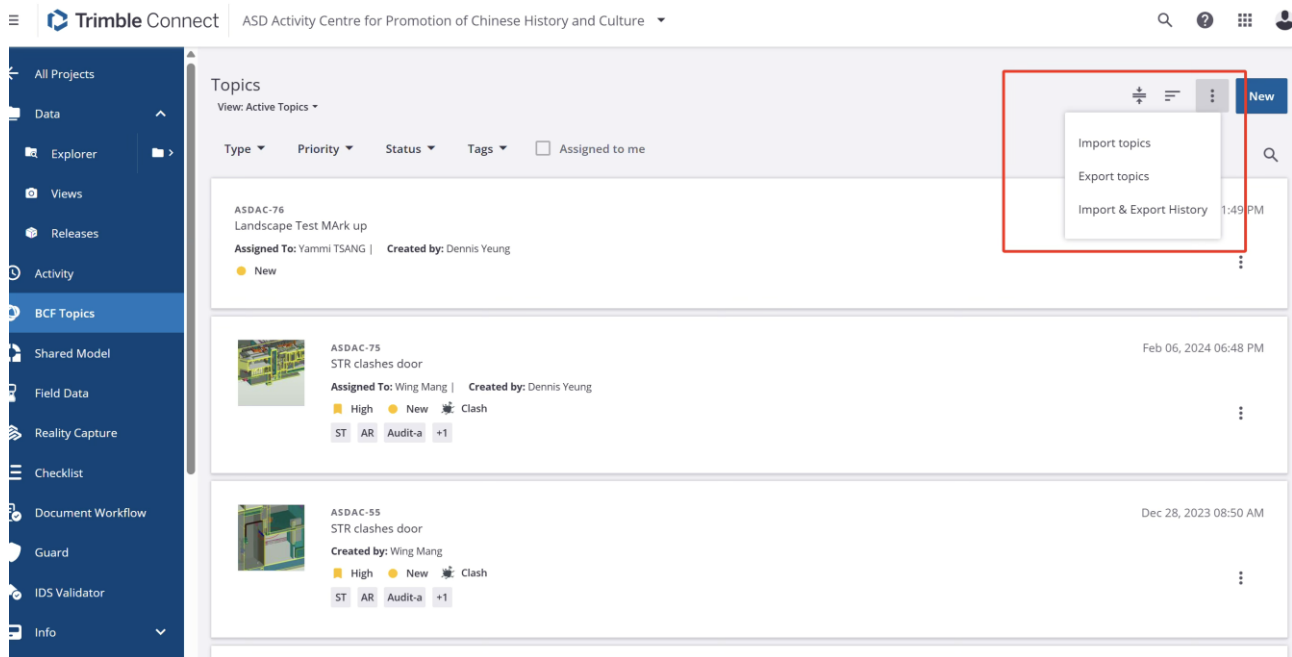 Trimble Connect ASD Activity Centre for Promotion of Chinese History and Culture
All Projects
Data
Explorer
Views
Releases
Activity
BCF Topics
Shared Model
Field Data
Reality Capture
Checklist
Document Workflow
Guard
IDS Validator
Info
Topics
View: Active Topics
New
Import topics
Export topics
Import & Export History
Type Priority Status Tags Assigned to me
ASDAC-76
1:49 PM
Landscape Test MArk up
Assigned To: Yammi TSANG | Created by: Dennis Yeung
New
ASDAC-75
Feb 06, 2024 06:48 PM
STR clashes door
Assigned To: Wing Mang | Created by: Dennis Yeung
High New Clash
ST AR Audit-a +1
ASDAC-55
Dec 28, 2023 08:50 AM
STR clashes door
Created by: Wing Mang
High New Clash
ST AR Audit-a +1